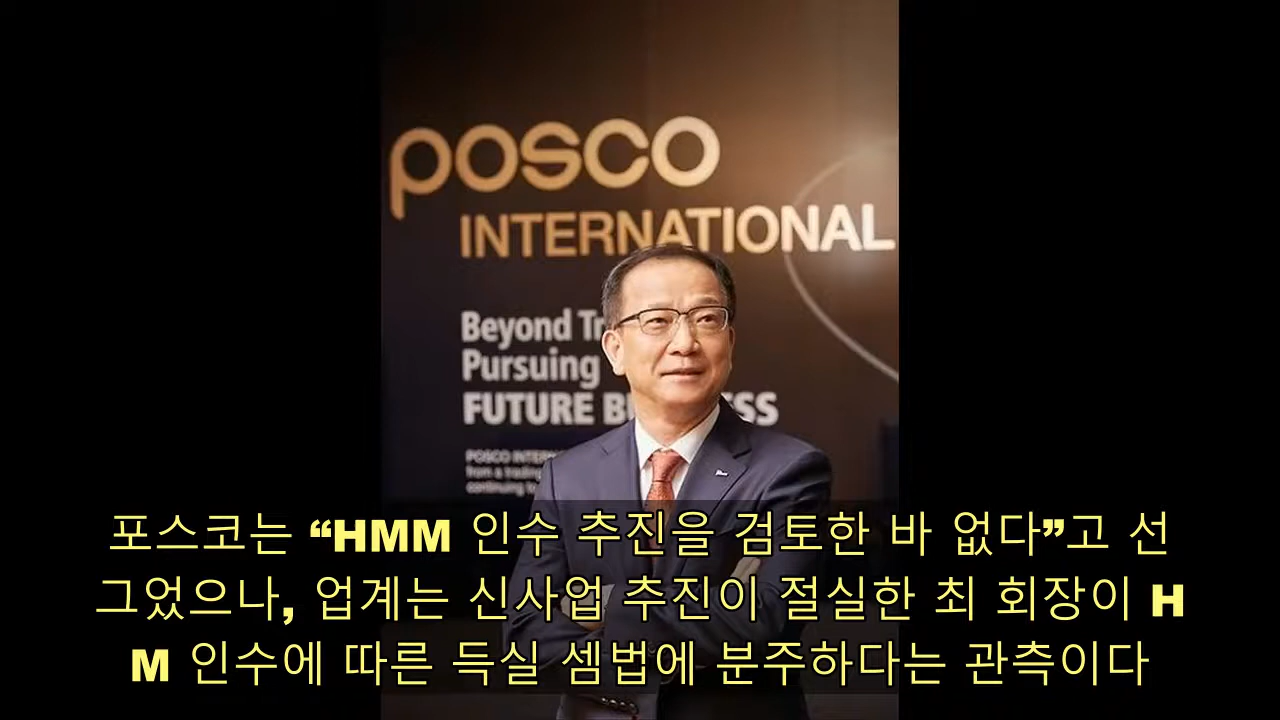 posco
INTERNATIONAL
Beyond
Pursuing
FUTURE
POSCO
from a
continuing
포스코는 “HMM 인수 추진을 검토한 바 없다”고 선
그었으나, 업계는 신사업 추진이 절실한 최 회장이 H
M 인수에 따른 득실 셈법에 분주하다는 관측이다